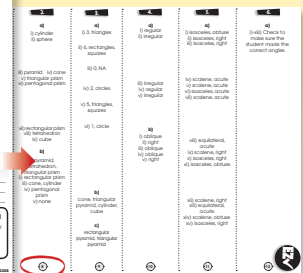 2.
a)
i) cylinder
ii) sphere
iii) pyramid iv) cone
v) triangular prism
vi) pentagonal prism
vii) rectangular prism
viii) tetrahedron
ix) cube
b)
i) pyramid,
tetrahedron,
triangular prism
ii) rectangular prism
iii) cone, cylinder
iv) pentagonal
prism
v) none
3.
a)
i) 3, triangles
ii) 6, rectangles,
squares
iii) 0, NA
iv) 2, circles
v) 5, triangles,
squares
vi) 1, circle
b)
cone, triangular
pyramid, cylinder,
cube
c)
rectangular
pyramid, triangular
pyramid
4.
a)
i) regular
ii) irregular
iii) irregular
iv) regular
v) irregular
b)
i) oblique
ii) right
iii) oblique
iv) oblique
v) right
5.
a)
i) isosceles, obtuse
ii) isosceles, right
iii) isosceles, right
iv) scalene, acute
v) scalene, acute
vi) isosceles, acute
vii) scalene, acute
viii) equilateral,
acute
ix) scalene, right
x) isosceles, right
xi) isosceles, obtuse
xii) scalene, right
xiii) equilateral,
acute
xiv) scalene, obtuse
xv) isosceles, right
6.
a)
i-xiii) Check to
make sure the
student made the
correct angles.